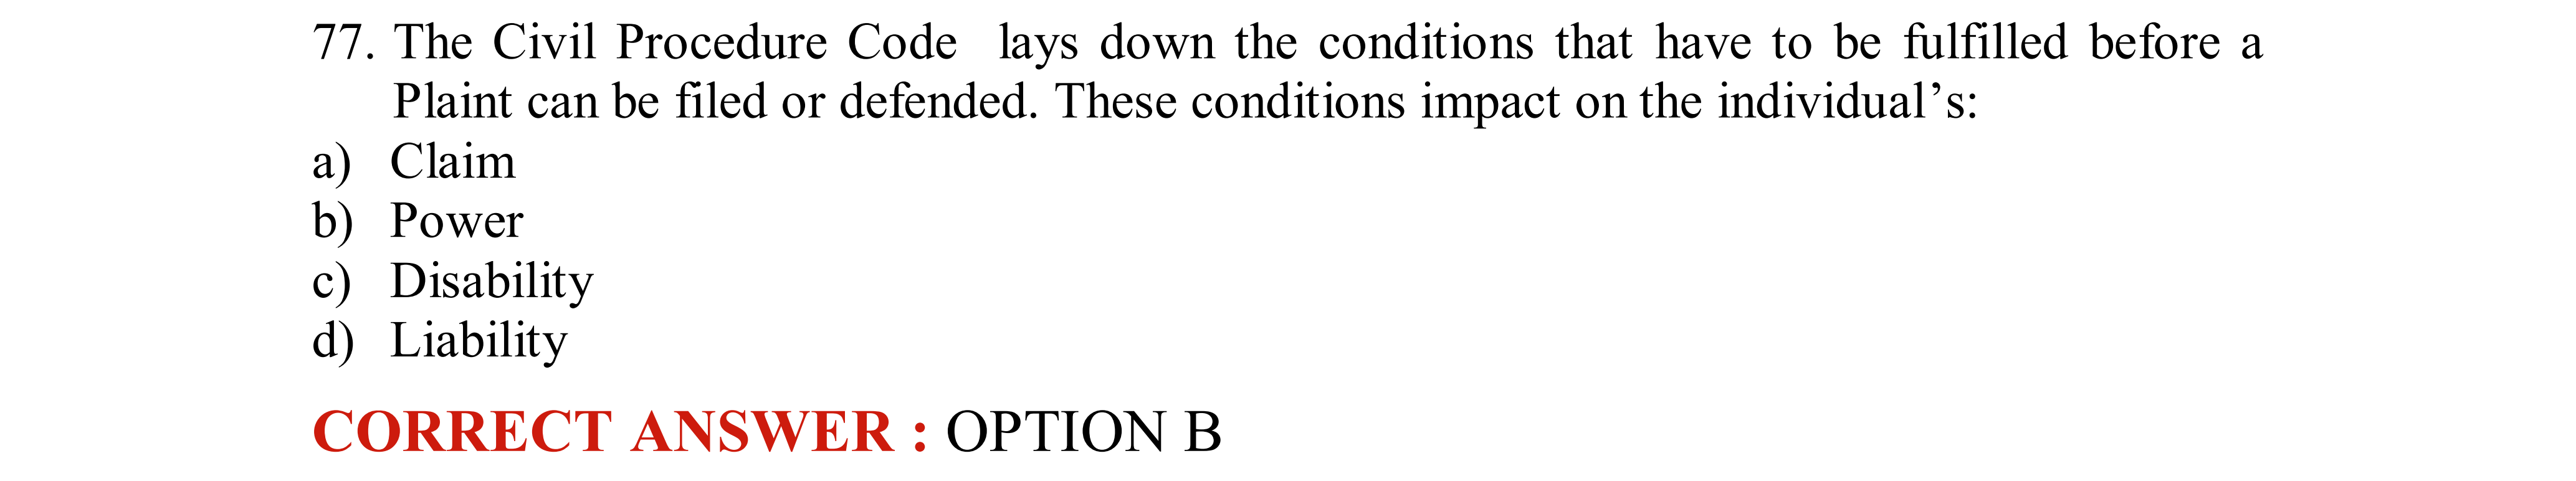 77. The Civil Procedure Code lays down the conditions that have to be fulfilled before a
Plaint can be filed or defended. These conditions impact on the individual’s:
a) Claim
b) Power
c) Disability
d) Liability
CORRECT ANSWER : OPTION B